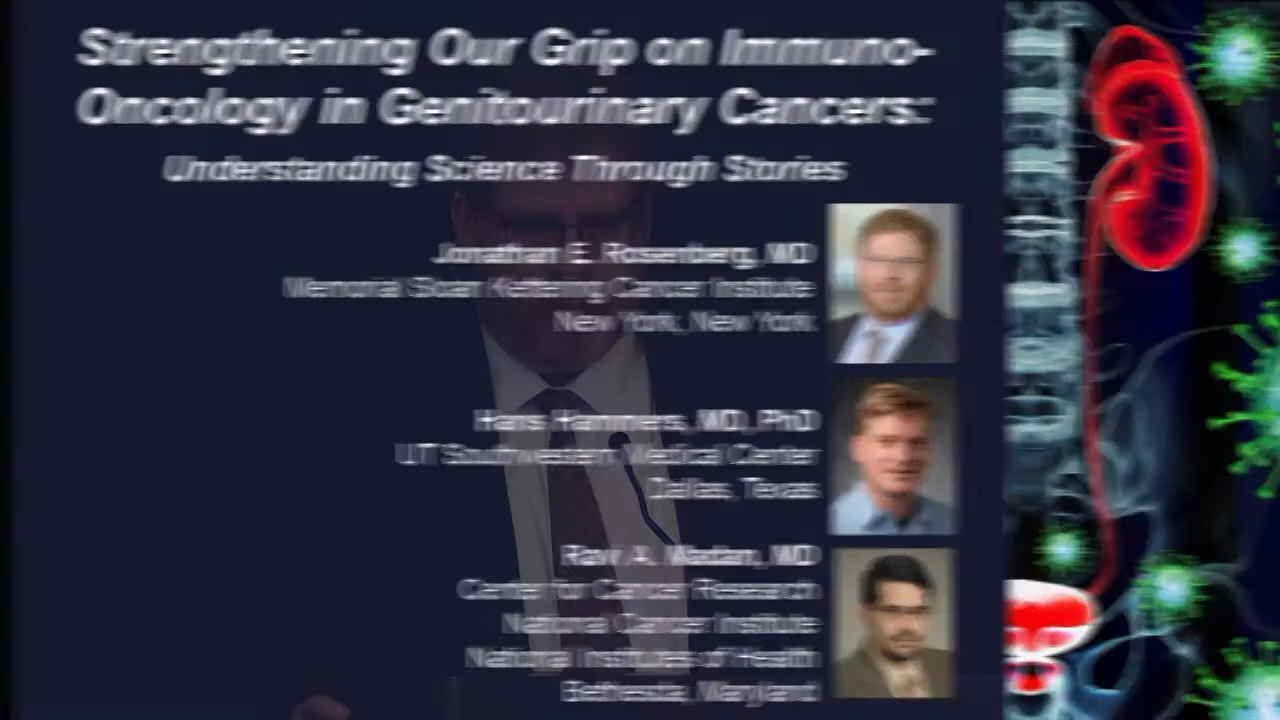 Strengthening Our Grip on Immuno-
Oncology in Genitourinary Cancers:
Understanding Science Through Stories
Jonathan E. Rosenberg, MD
Memorial Sloan Kettering Cancer Institute
New York, New York
Hans Hammers, MD, PhD
UT Southwestern Medical Center
Dallas, Texas
Ravi A. Madan, MD
Center for Cancer Research
National Cancer Institute
National Institutes of Health
Bethesda, Maryland